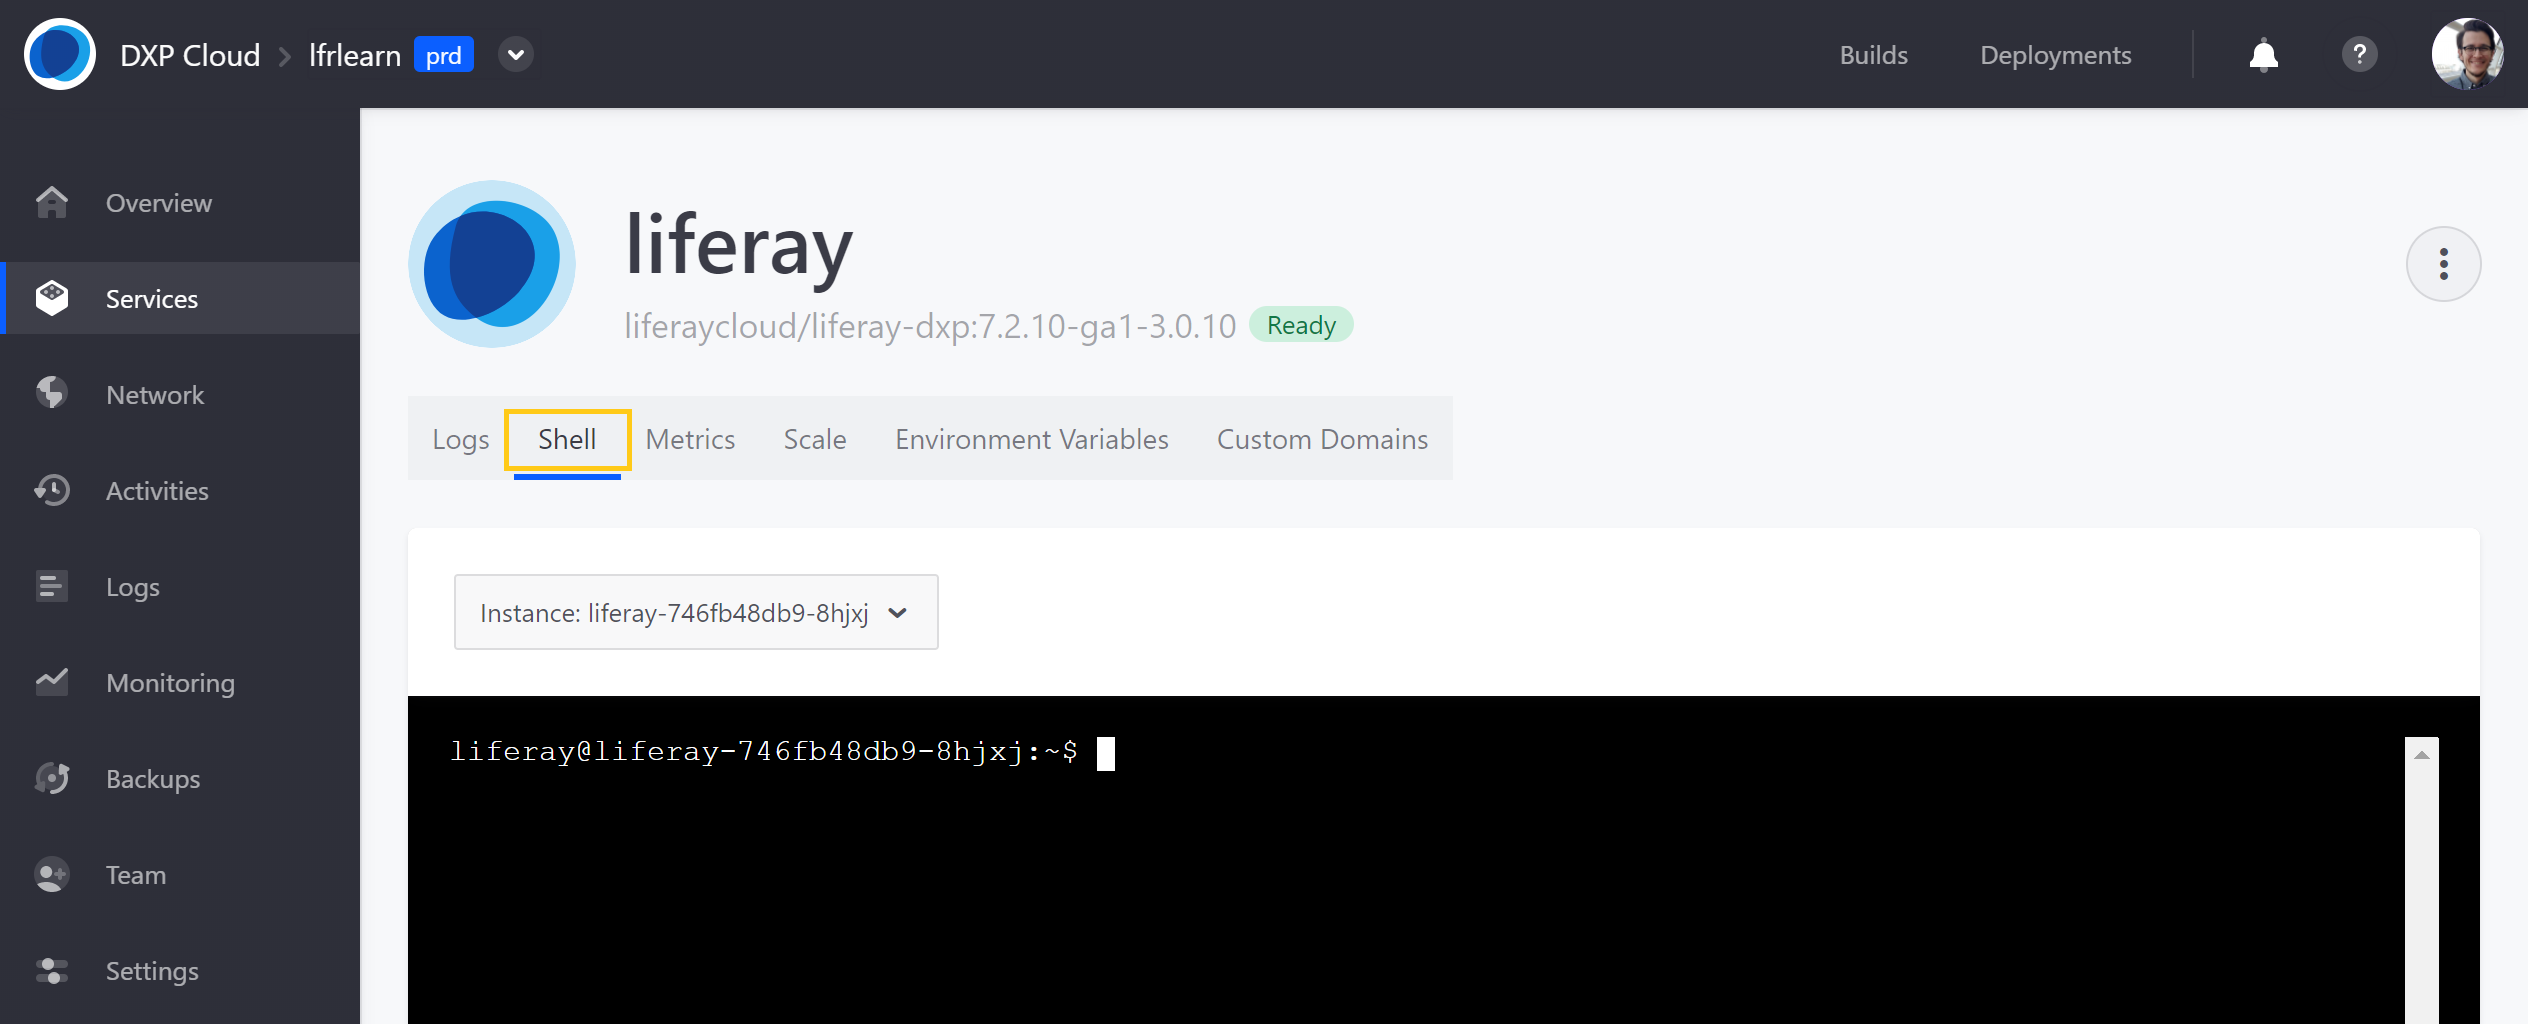 DXP Cloud > lfrlearn prd
Builds
Deployments
?
Overview
Services
Network
Activities
Logs
Monitoring
Backups
Team
Settings
liferay
liferaycloud/liferay-dxp:7.2.10-ga1-3.0.10 Ready
Logs Shell Metrics Scale Environment Variables Custom Domains
Instance: liferay-746fb48db9-8hjxj
liferay@liferay-746fb48db9-8hjxj:~$